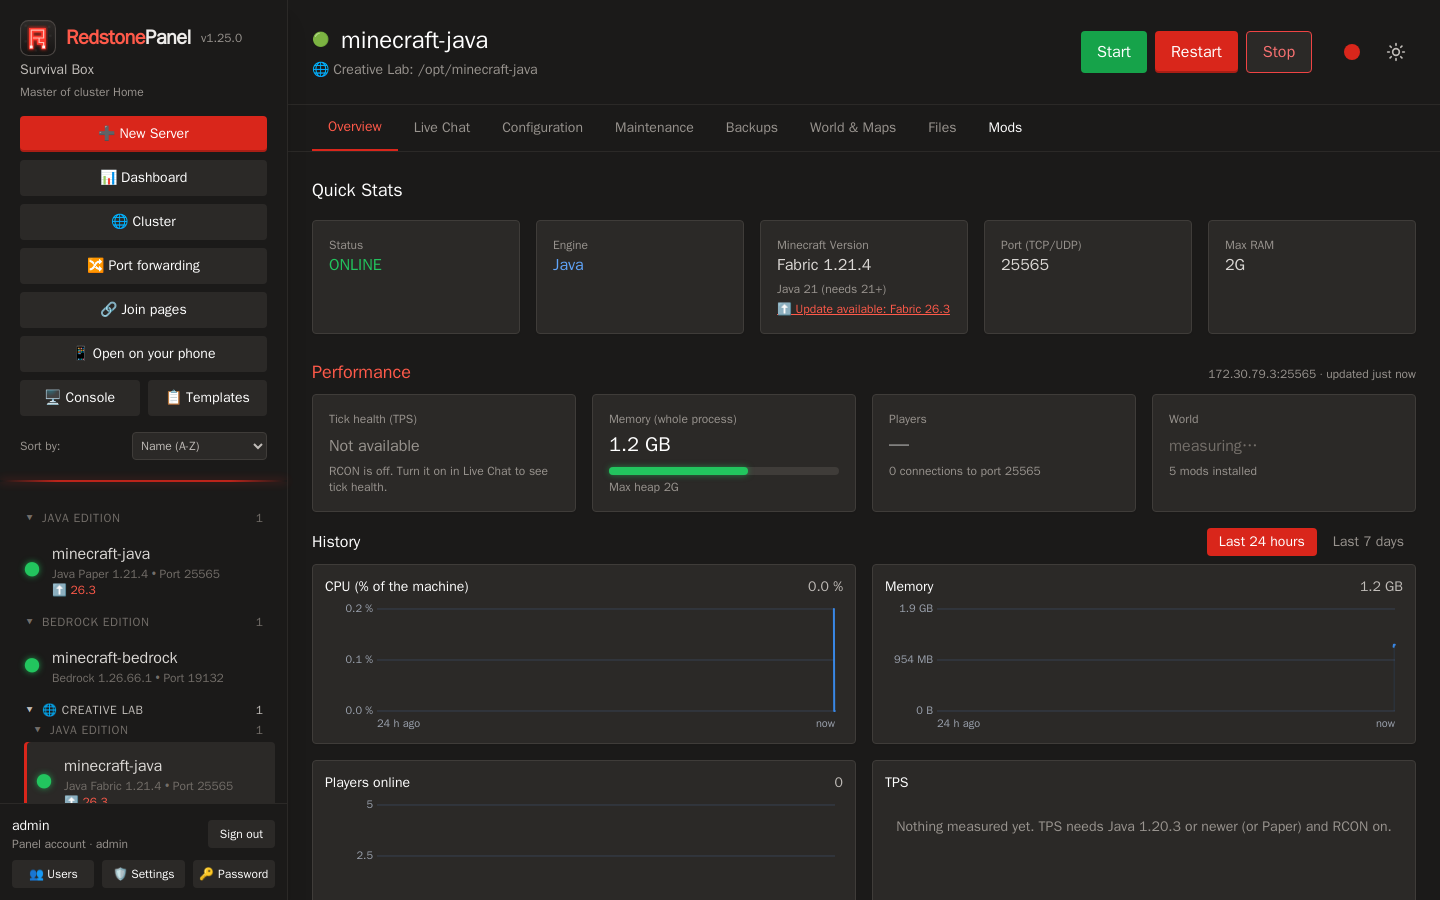 RedstonePanel v1.25.0
Survival Box
Master of cluster Home
➕ New Server
📊 Dashboard
🌐 Cluster
🔀 Port forwarding
🔗 Join pages
📱 Open on your phone
🖥️ Console
📋 Templates
Sort by:
Name (A-Z)
▼ JAVA EDITION 1
minecraft-java
Java Paper 1.21.4 • Port 25565
⬆️ 26.3
▼ BEDROCK EDITION 1
minecraft-bedrock
Bedrock 1.26.66.1 • Port 19132
▼ 🌐 CREATIVE LAB 1
▼ JAVA EDITION 1
minecraft-java
Java Fabric 1.21.4 • Port 25565
⬆️ 26.3
admin
Panel account · admin
Sign out
👥 Users
🛡️ Settings
🔑 Password
minecraft-java
🌐 Creative Lab: /opt/minecraft-java
Start
Restart
Stop
Overview
Live Chat
Configuration
Maintenance
Backups
World & Maps
Files
Mods
Quick Stats
Status
ONLINE
Engine
Java
Minecraft Version
Fabric 1.21.4
Java 21 (needs 21+)
⬆️ Update available: Fabric 26.3
Port (TCP/UDP)
25565
Max RAM
2G
Performance
172.30.79.3:25565 · updated just now
Tick health (TPS)
Not available
RCON is off. Turn it on in Live Chat to see
tick health.
Memory (whole process)
1.2 GB
Max heap 2G
Players
—
0 connections to port 25565
World
measuring…
5 mods installed
History
Last 24 hours
Last 7 days
CPU (% of the machine) 0.0 %
0.2 %
0.1 %
0.0 %
24 h ago
now
Memory 1.2 GB
1.9 GB
954 MB
0 B
24 h ago
now
Players online 0
5
2.5
TPS
Nothing measured yet. TPS needs Java 1.20.3 or newer (or Paper) and RCON on.